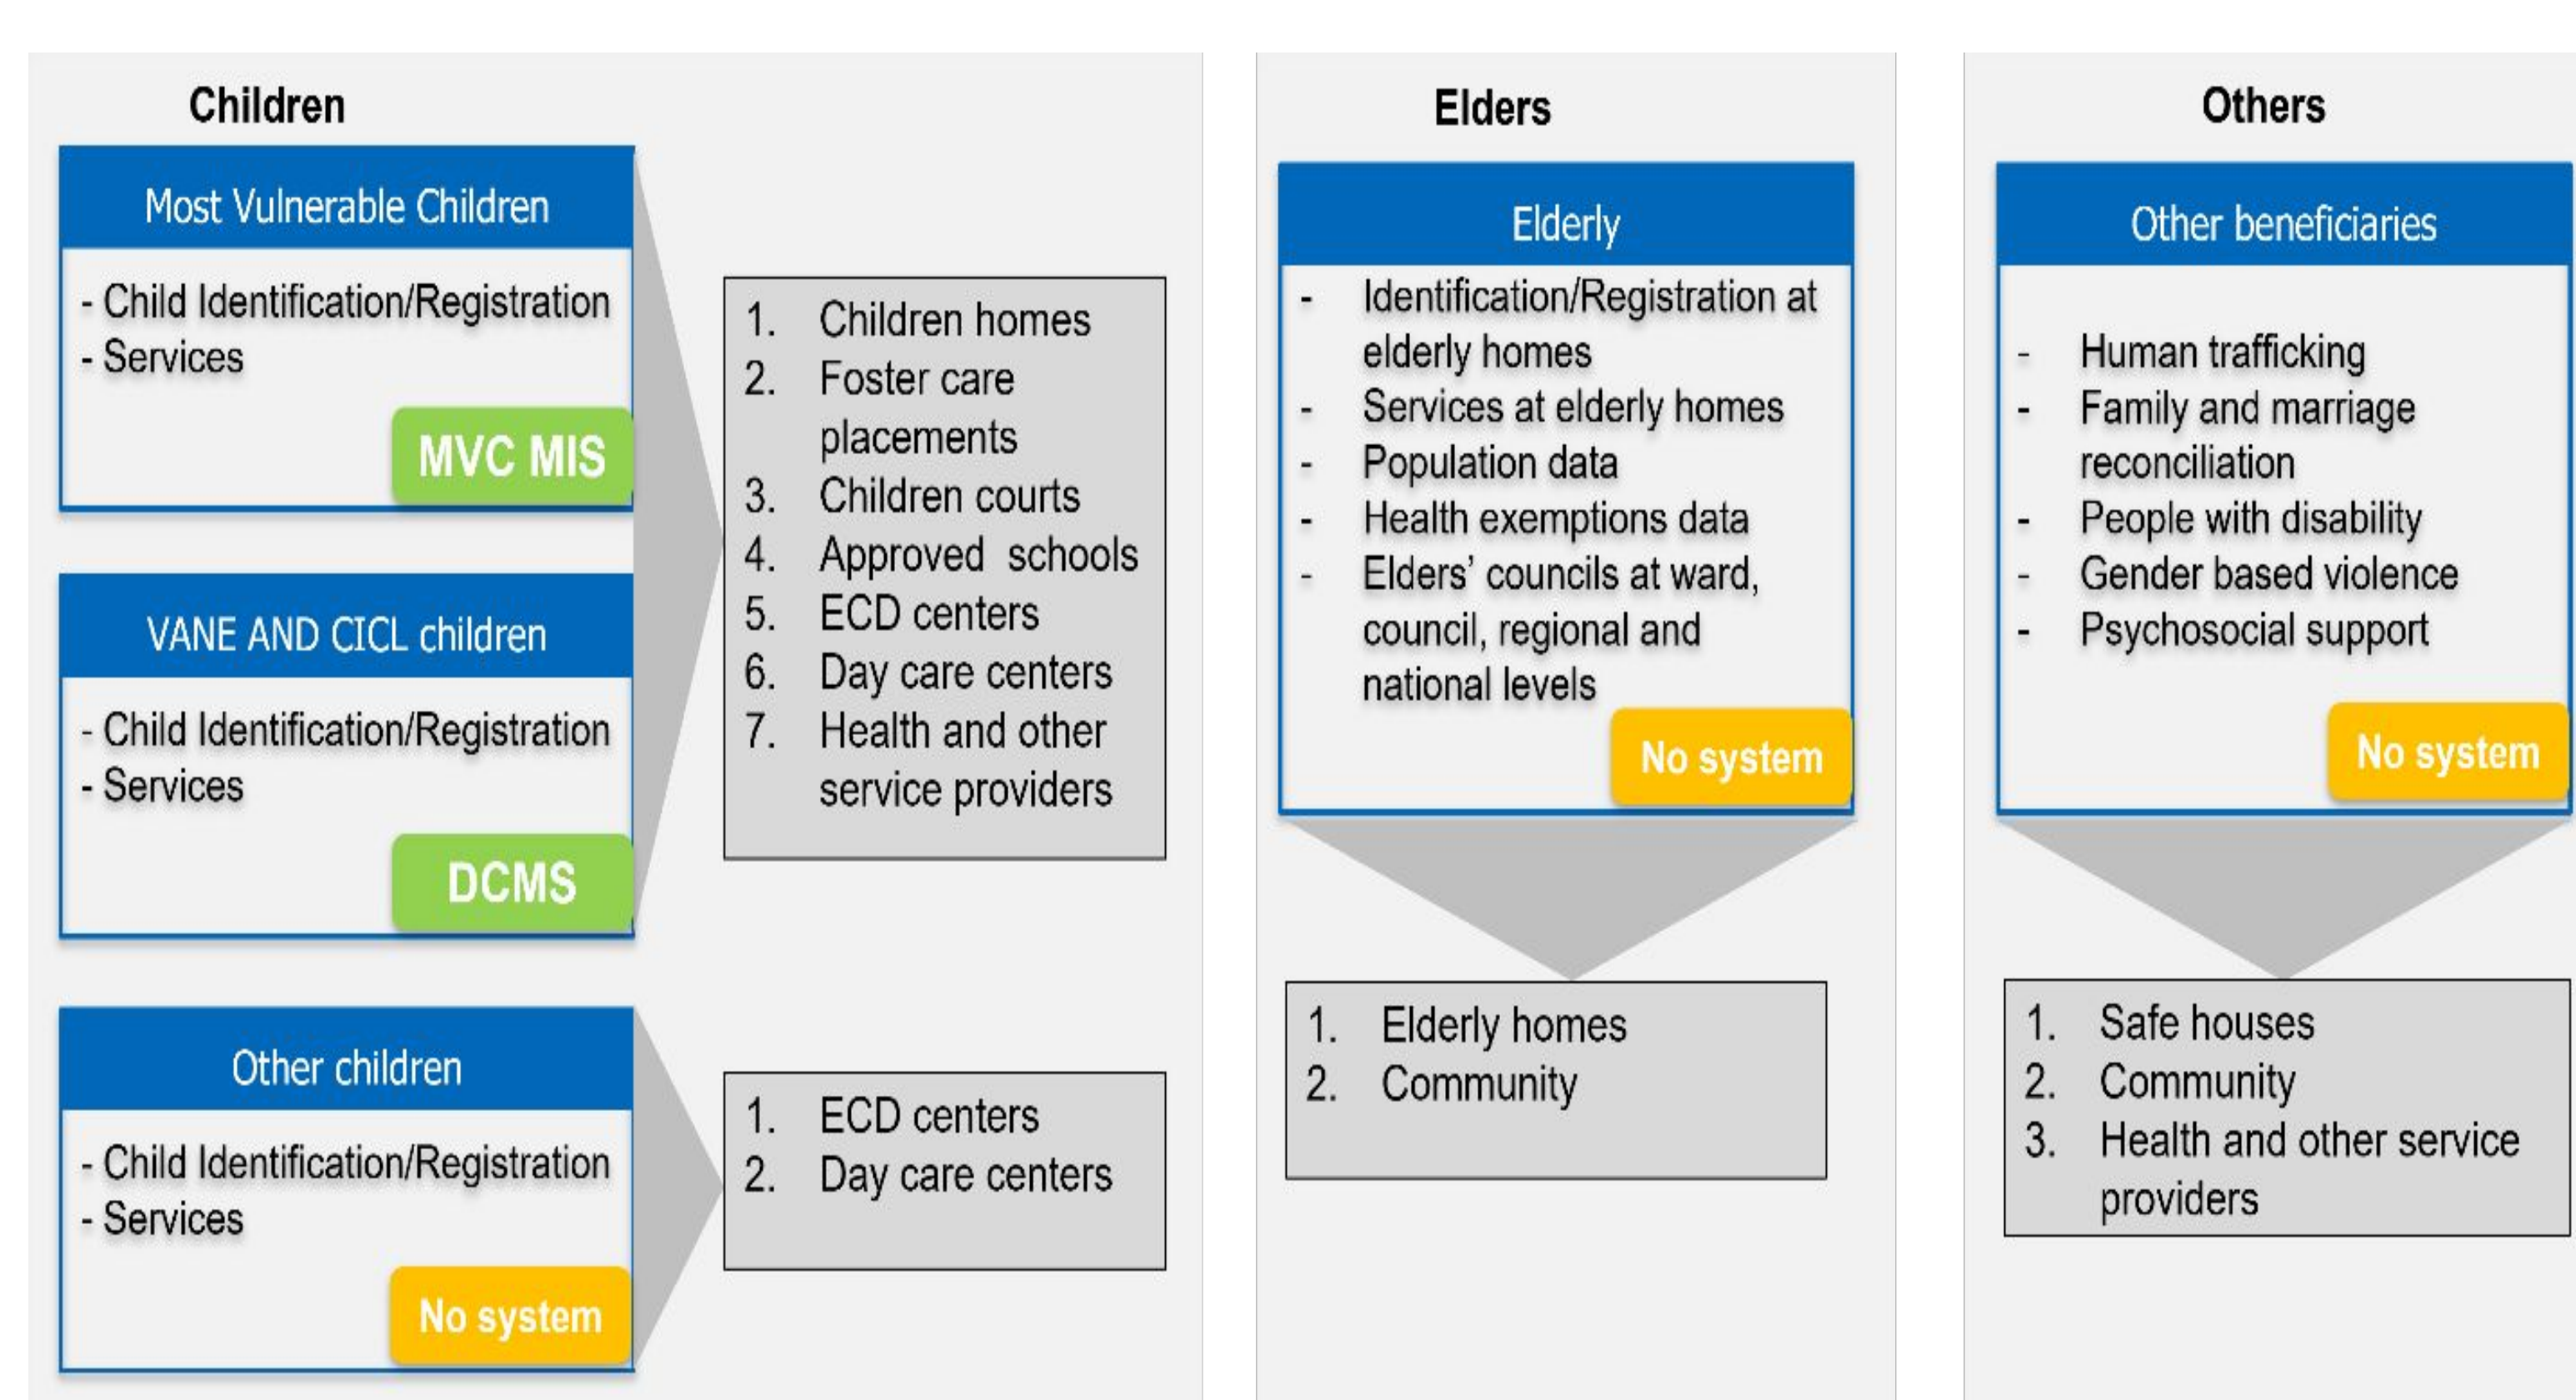 Children
Most Vulnerable Children
- Child Identification/Registration
- Services
MVC MIS
VANE AND CICL children
- Child Identification/Registration
- Services
DCMS
1. Children homes
2. Foster care
placements
3. Children courts
4. Approved schools
5. ECD centers
6. Day care centers
7. Health and other
service providers
Other children
- Child Identification/Registration
- Services
No system
1. ECD centers
2. Day care centers
Elders
Elderly
- Identification/Registration at
elderly homes
- Services at elderly homes
- Population data
- Health exemptions data
- Elders’ councils at ward,
council, regional and
national levels
No system
1. Elderly homes
2. Community
Others
Other beneficiaries
- Human trafficking
- Family and marriage
reconciliation
- People with disability
- Gender based violence
- Psychosocial support
No system
1. Safe houses
2. Community
3. Health and other service
providers